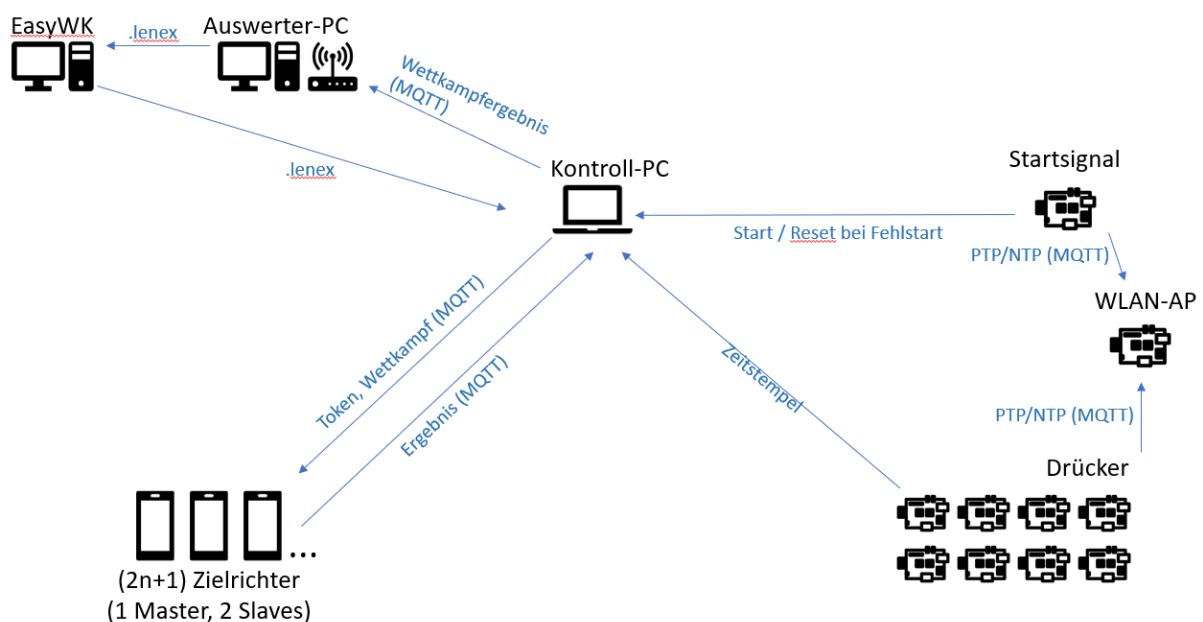 EasyWK
Auswerter-PC
.lenex
Wettkampfergebnis
(MQTT)
.lenex
Kontroll-PC
Startsignal
Start / Reset bei Fehlstart
PTP/NTP (MQTT)
WLAN-AP
Token, Wettkampf (MQTT)
Ergebnis (MQTT)
Zeitstempel
PTP/NTP (MQTT)
Drücker
...
(2n+1) Zielrichter
(1 Master, 2 Slaves)